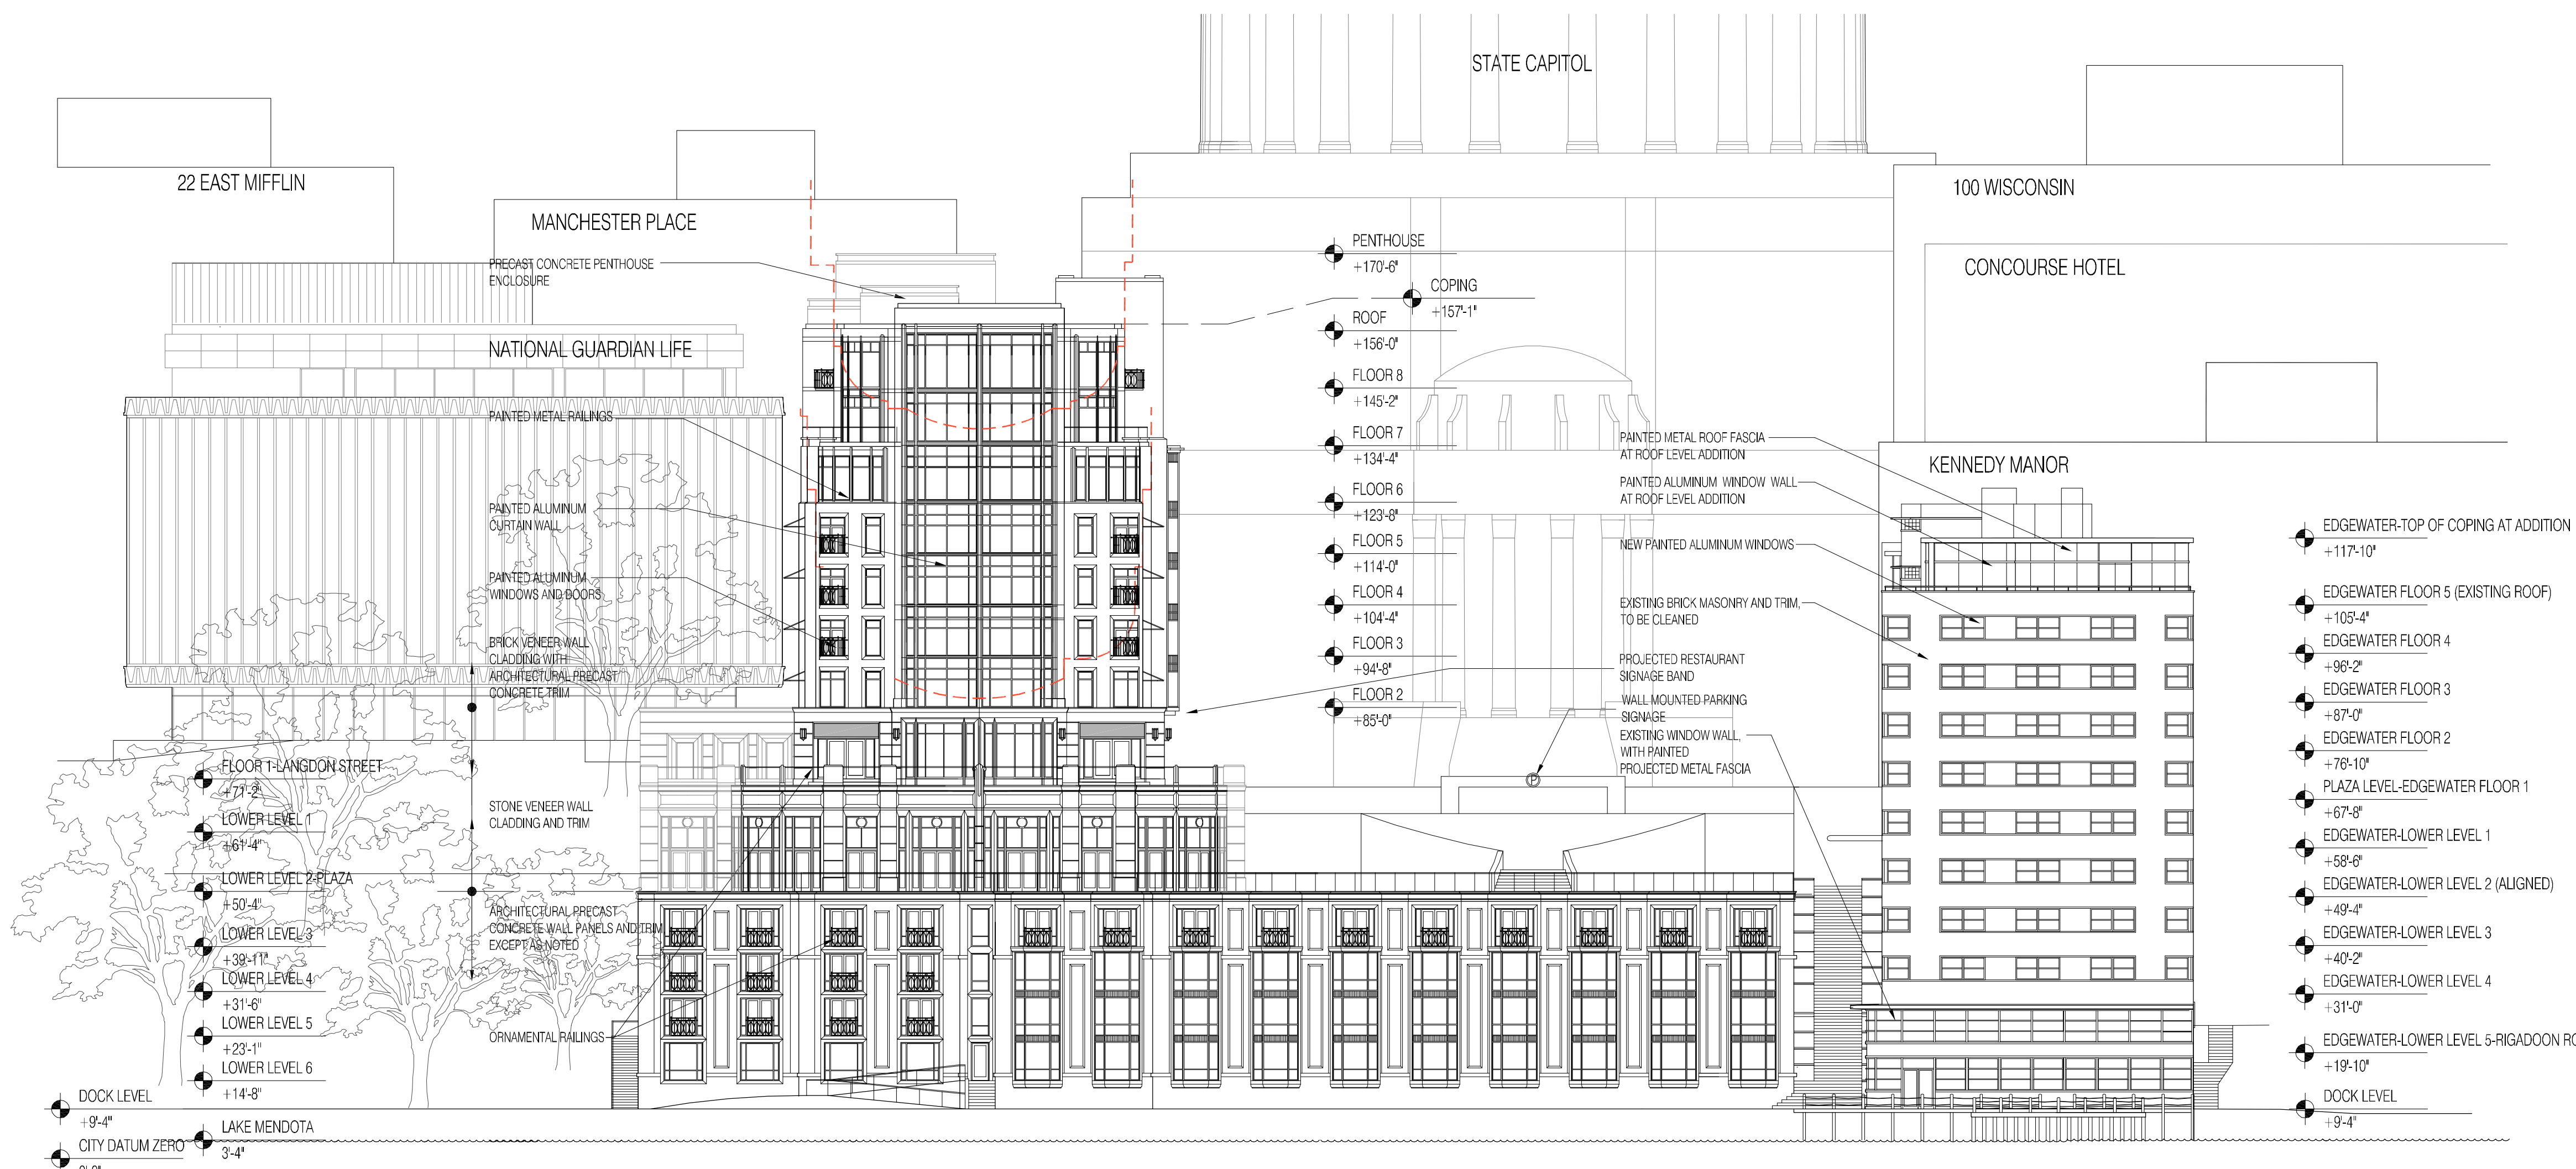 STATE CAPITOL
22 EAST MIFFLIN
100 WISCONSIN
MANCHESTER PLACE
PRECAST CONCRETE PENTHOUSE
ENCLOSURE
CONCOURSE HOTEL
NATIONAL GUARDIAN LIFE
KENNEDY MANOR
PENTHOUSE
+170'-6"
COPING
+157'-1"
ROOF
+156'-0"
FLOOR 8
+145'-2"
FLOOR 7
+134'-4"
FLOOR 6
+123'-8"
FLOOR 5
+114'-0"
FLOOR 4
+104'-4"
FLOOR 3
+94'-8"
FLOOR 2
+85'-0"
PAINTED METAL RAILINGS
PAINTED ALUMINUM
CURTAIN WALL
PAINTED ALUMINUM
WINDOWS AND DOORS
BRICK VENEER WALL
CLADDING WITH
ARCHITECTURAL PRECAST
CONCRETE TRIM
STONE VENEER WALL
CLADDING AND TRIM
ARCHITECTURAL PRECAST
CONCRETE WALL PANELS AND TRIM
EXCEPT AS NOTED
ORNAMENTAL RAILINGS
PAINTED METAL ROOF FASCIA
AT ROOF LEVEL ADDITION
PAINTED ALUMINUM WINDOW WALL
AT ROOF LEVEL ADDITION
NEW PAINTED ALUMINUM WINDOWS
EXISTING BRICK MASONRY AND TRIM,
TO BE CLEANED
PROJECTED RESTAURANT
SIGNAGE BAND
WALL MOUNTED PARKING
SIGNAGE
EXISTING WINDOW WALL,
WITH PAINTED
PROJECTED METAL FASCIA
P
FLOOR 1-LANGDON STREET
+71'-2"
LOWER LEVEL 1
+61'-4"
LOWER LEVEL 2-PLAZA
+50'-4"
LOWER LEVEL 3
+39'-11"
LOWER LEVEL 4
+31'-6"
LOWER LEVEL 5
+23'-1"
LOWER LEVEL 6
+14'-8"
DOCK LEVEL
+9'-4"
LAKE MENDOTA
3'-4"
CITY DATUM ZERO
EDGEWATER-TOP OF COPING AT ADDITION
+117'-10"
EDGEWATER FLOOR 5 (EXISTING ROOF)
+105'-4"
EDGEWATER FLOOR 4
+96'-2"
EDGEWATER FLOOR 3
+87'-0"
EDGEWATER FLOOR 2
+76'-10"
PLAZA LEVEL-EDGEWATER FLOOR 1
+67'-8"
EDGEWATER-LOWER LEVEL 1
+58'-6"
EDGEWATER-LOWER LEVEL 2 (ALIGNED)
+49'-4"
EDGEWATER-LOWER LEVEL 3
+40'-2"
EDGEWATER-LOWER LEVEL 4
+31'-0"
EDGEWATER-LOWER LEVEL 5-RIGADOON
+19'-10"
DOCK LEVEL
+9'-4"